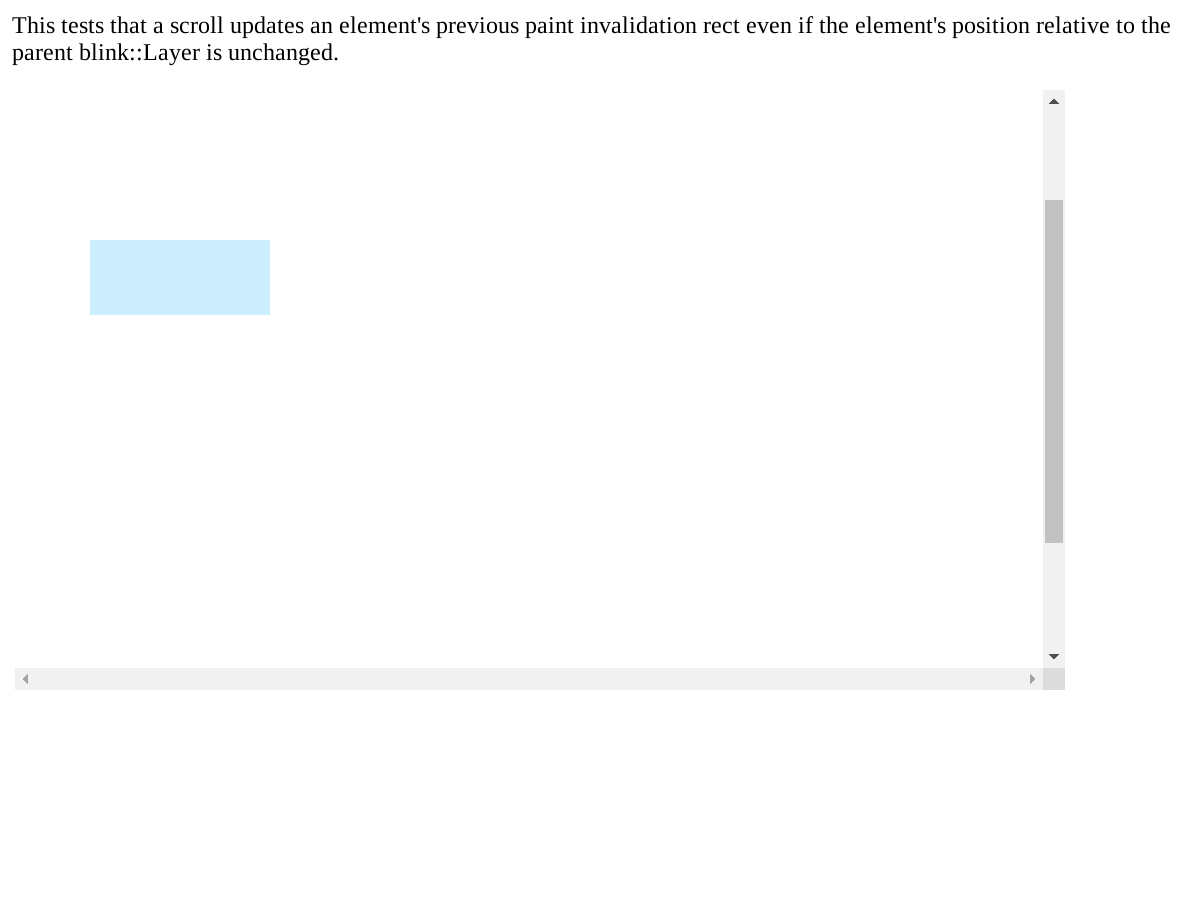 This tests that a scroll updates an element's previous paint invalidation rect even if the element's position relative to the
parent blink::Layer is unchanged.